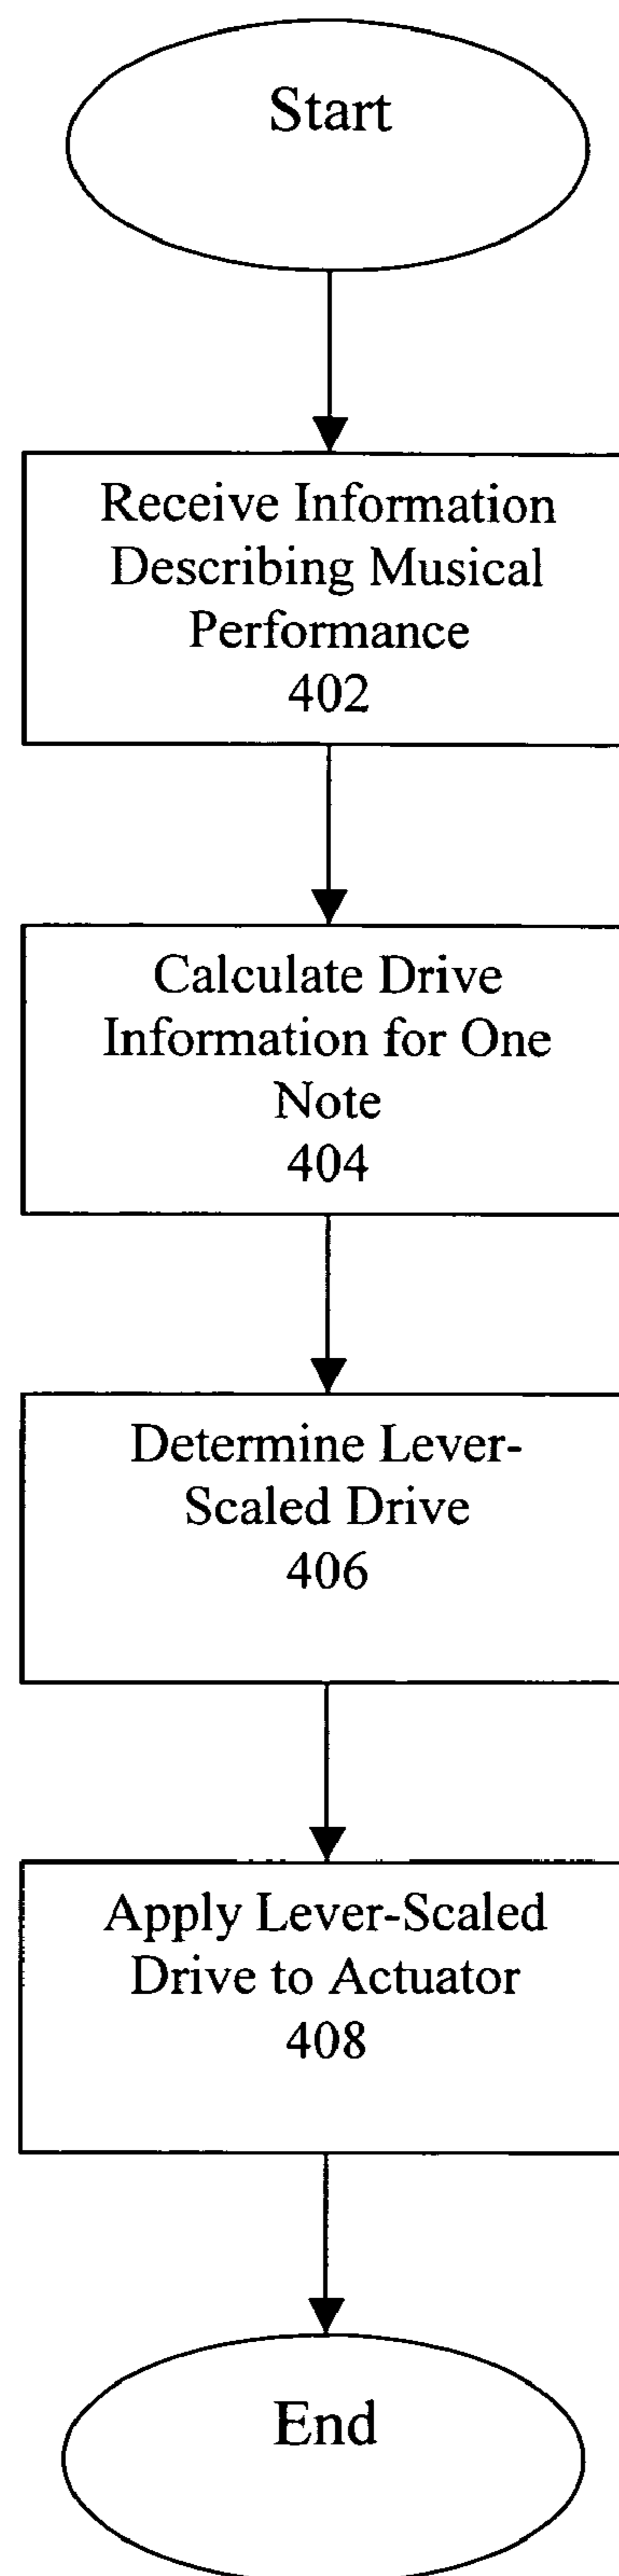 Start
Receive Information
Describing Musical
Performance
402
Calculate Drive
Information for One
Note
404
Determine Lever-
Scaled Drive
406
Apply Lever-Scaled
Drive to Actuator
408
End